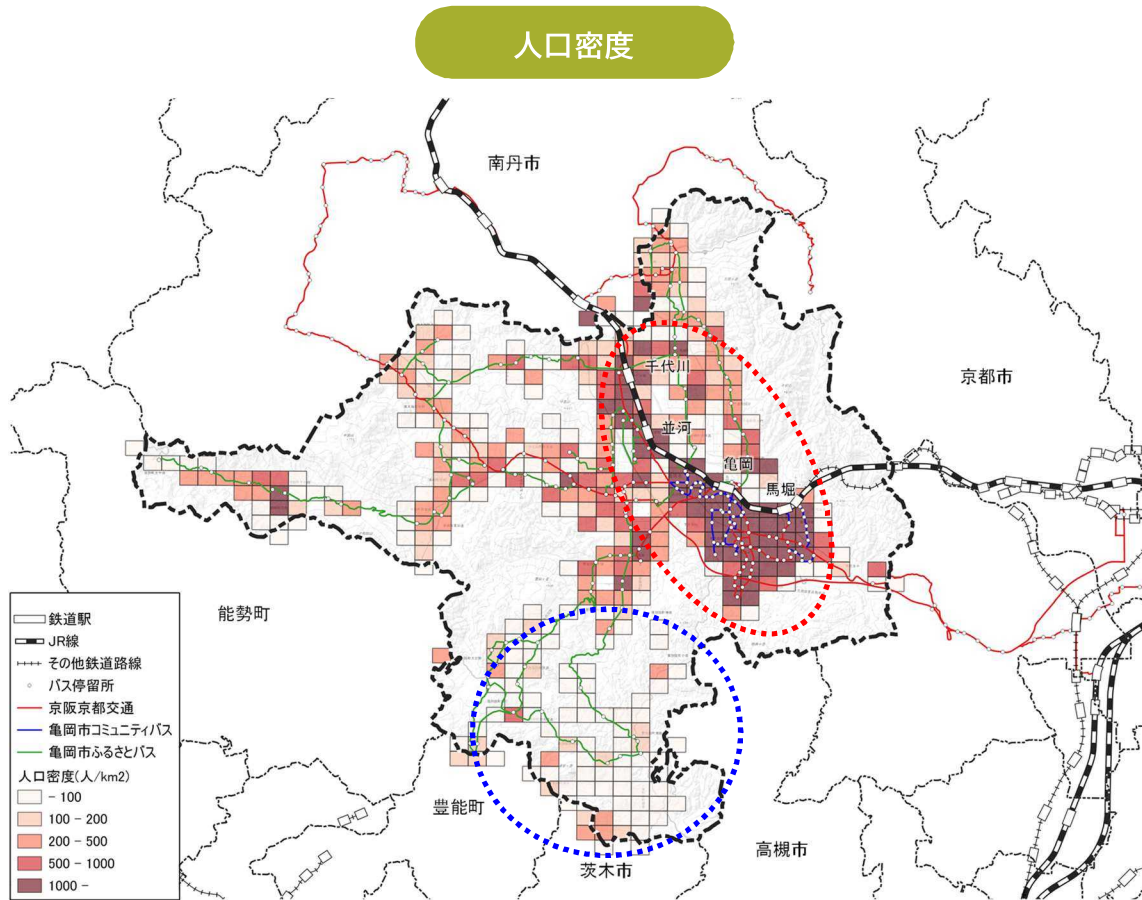 人口密度
南丹市
千代川
京都市
並河
亀岡
馬堀
能勢町
鉄道駅
JR線
その他鉄道路線
バス停留所
京阪京都交通
亀岡市コミュニティバス
亀岡市ふるさとバス
人口密度(人/km2)
- 100
100 - 200
200 - 500
500 - 1000
1000 -
豊能町
高槻市
茨木市